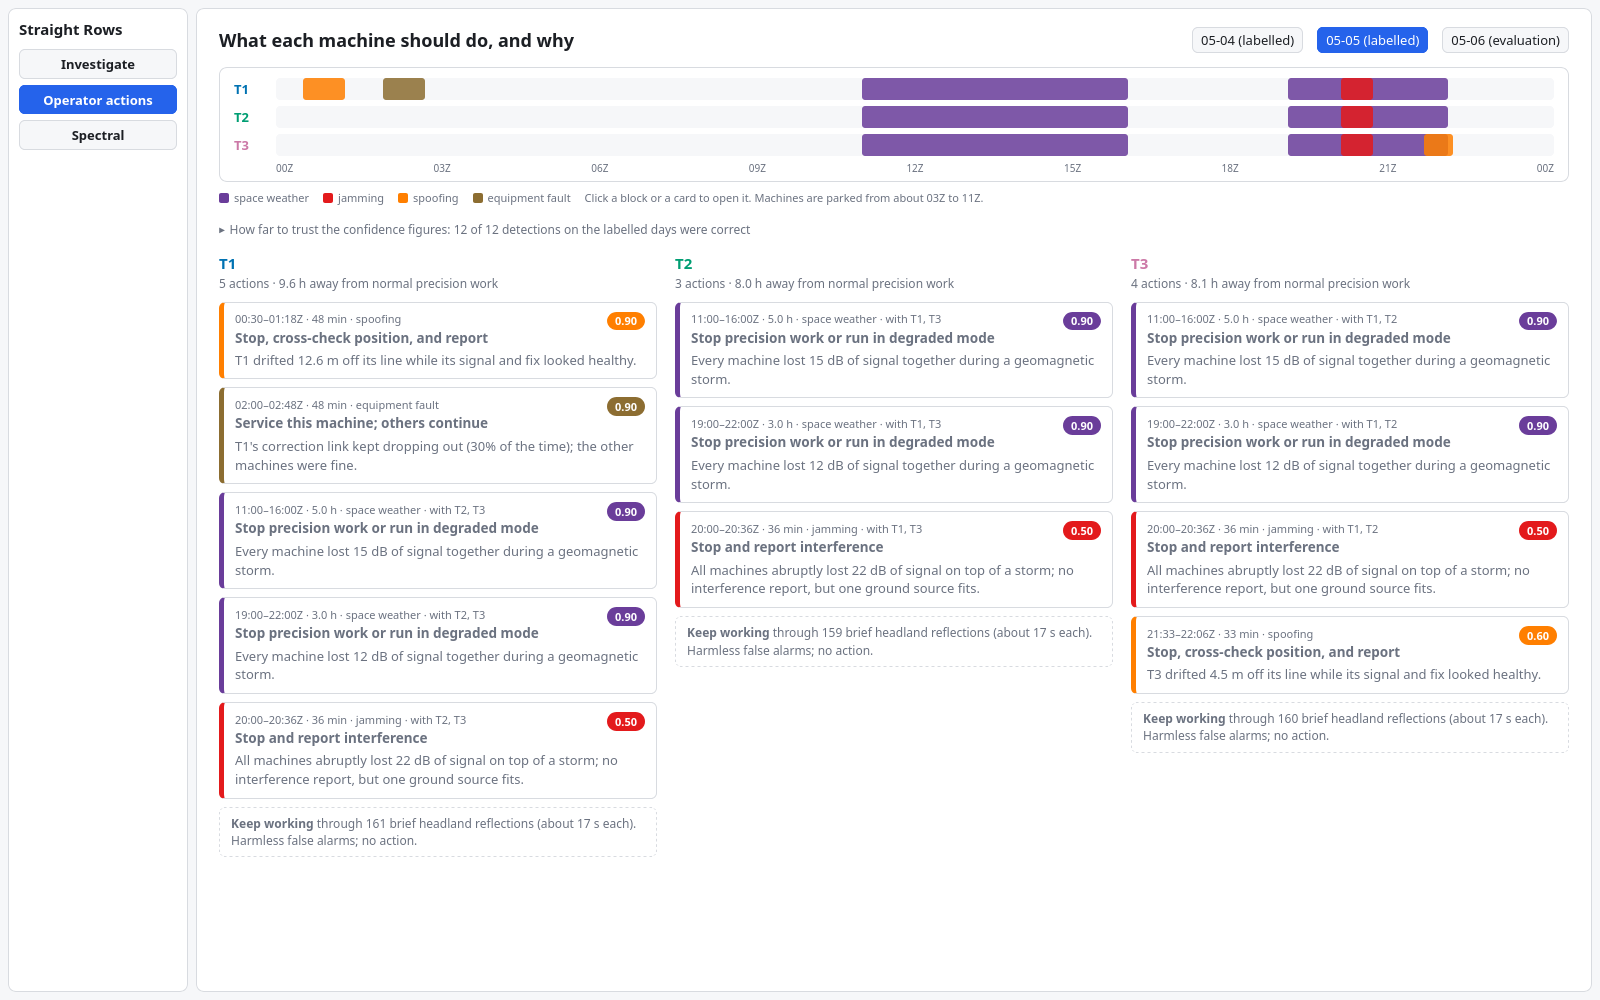 Straight Rows
Investigate
Operator actions
Spectral
What each machine should do, and why
05-04 (labelled)
05-05 (labelled)
05-06 (evaluation)
T1
T2
T3
00Z 03Z 06Z 09Z 12Z 15Z 18Z 21Z 00Z
space weather jamming spoofing equipment fault Click a block or a card to open it. Machines are parked from about 03Z to 11Z.
▸ How far to trust the confidence figures: 12 of 12 detections on the labelled days were correct
T1
5 actions · 9.6 h away from normal precision work
00:30–01:18Z · 48 min · spoofing
0.90
Stop, cross-check position, and report
T1 drifted 12.6 m off its line while its signal and fix looked healthy.
02:00–02:48Z · 48 min · equipment fault
0.90
Service this machine; others continue
T1's correction link kept dropping out (30% of the time); the other
machines were fine.
11:00–16:00Z · 5.0 h · space weather · with T2, T3
0.90
Stop precision work or run in degraded mode
Every machine lost 15 dB of signal together during a geomagnetic
storm.
19:00–22:00Z · 3.0 h · space weather · with T2, T3
0.90
Stop precision work or run in degraded mode
Every machine lost 12 dB of signal together during a geomagnetic
storm.
20:00–20:36Z · 36 min · jamming · with T2, T3
0.50
Stop and report interference
All machines abruptly lost 22 dB of signal on top of a storm; no
interference report, but one ground source fits.
Keep working through 161 brief headland reflections (about 17 s each).
Harmless false alarms; no action.
T2
3 actions · 8.0 h away from normal precision work
11:00–16:00Z · 5.0 h · space weather · with T1, T3
0.90
Stop precision work or run in degraded mode
Every machine lost 15 dB of signal together during a geomagnetic
storm.
19:00–22:00Z · 3.0 h · space weather · with T1, T3
0.90
Stop precision work or run in degraded mode
Every machine lost 12 dB of signal together during a geomagnetic
storm.
20:00–20:36Z · 36 min · jamming · with T1, T3
0.50
Stop and report interference
All machines abruptly lost 22 dB of signal on top of a storm; no
interference report, but one ground source fits.
Keep working through 159 brief headland reflections (about 17 s each).
Harmless false alarms; no action.
T3
4 actions · 8.1 h away from normal precision work
11:00–16:00Z · 5.0 h · space weather · with T1, T2
0.90
Stop precision work or run in degraded mode
Every machine lost 15 dB of signal together during a geomagnetic
storm.
19:00–22:00Z · 3.0 h · space weather · with T1, T2
0.90
Stop precision work or run in degraded mode
Every machine lost 12 dB of signal together during a geomagnetic
storm.
20:00–20:36Z · 36 min · jamming · with T1, T2
0.50
Stop and report interference
All machines abruptly lost 22 dB of signal on top of a storm; no
interference report, but one ground source fits.
21:33–22:06Z · 33 min · spoofing
0.60
Stop, cross-check position, and report
T3 drifted 4.5 m off its line while its signal and fix looked healthy.
Keep working through 160 brief headland reflections (about 17 s each).
Harmless false alarms; no action.